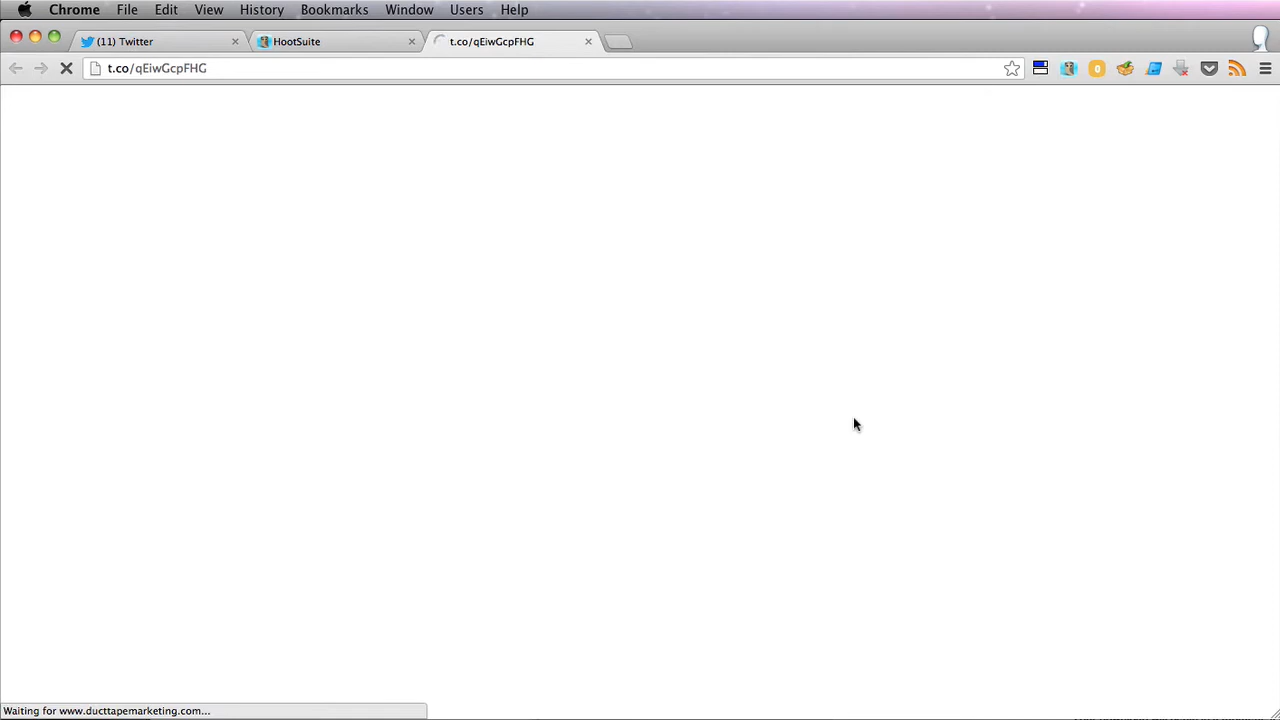 Chrome File Edit View History Bookmarks Window Users Help
(11) Twitter HootSuite t.co/qEiwGcpFHG
t.co/qEiwGcpFHG 0
Waiting for www.ducttapemarketing.com...